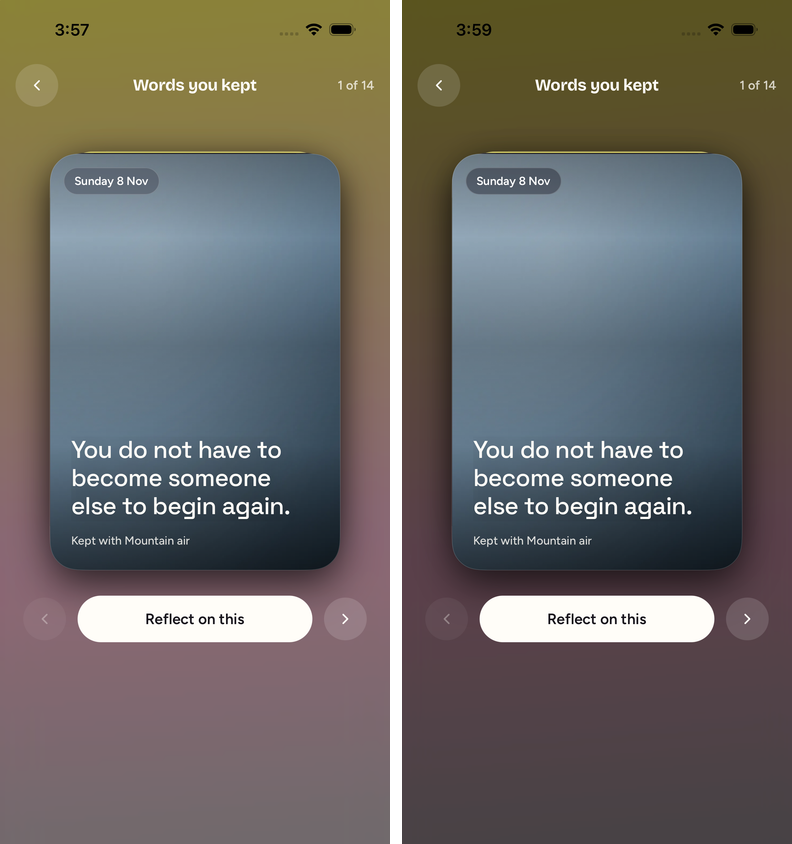 3:57
Words you kept
1 of 14
Sunday 8 Nov
You do not have to
become someone
else to begin again.
Kept with Mountain air
Reflect on this
3:59
Words you kept
1 of 14
Sunday 8 Nov
You do not have to
become someone
else to begin again.
Kept with Mountain air
Reflect on this